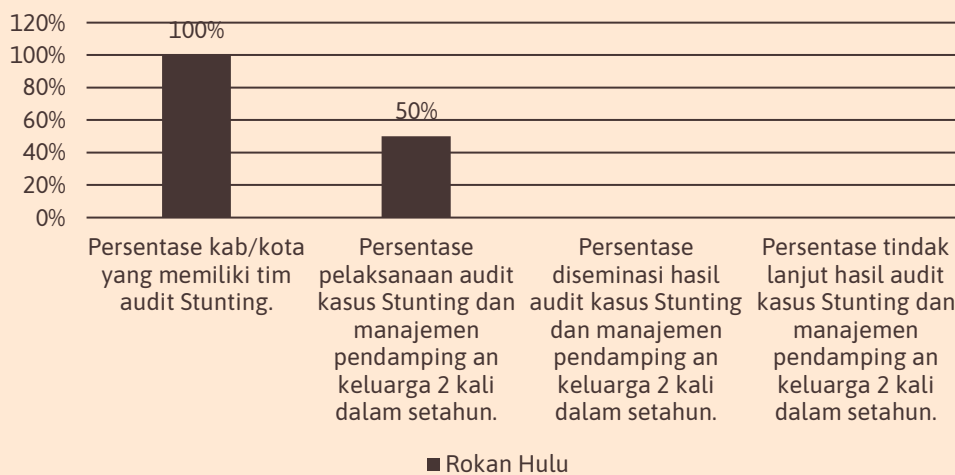 120%
100%
100%
80%
60%
50%
40%
20%
0%
Persentase kab/kota
yang memiliki tim
audit Stunting.
Persentase
pelaksanaan audit
kasus Stunting dan
manajemen
pendamping an
keluarga 2 kali
dalam setahun.
Persentase
diseminasi hasil
audit kasus Stunting
dan manajemen
pendamping an
keluarga 2 kali
dalam setahun.
Persentase tindak
lanjut hasil audit
kasus Stunting dan
manajemen
pendamping an
keluarga 2 kali
dalam setahun.
Rokan Hulu